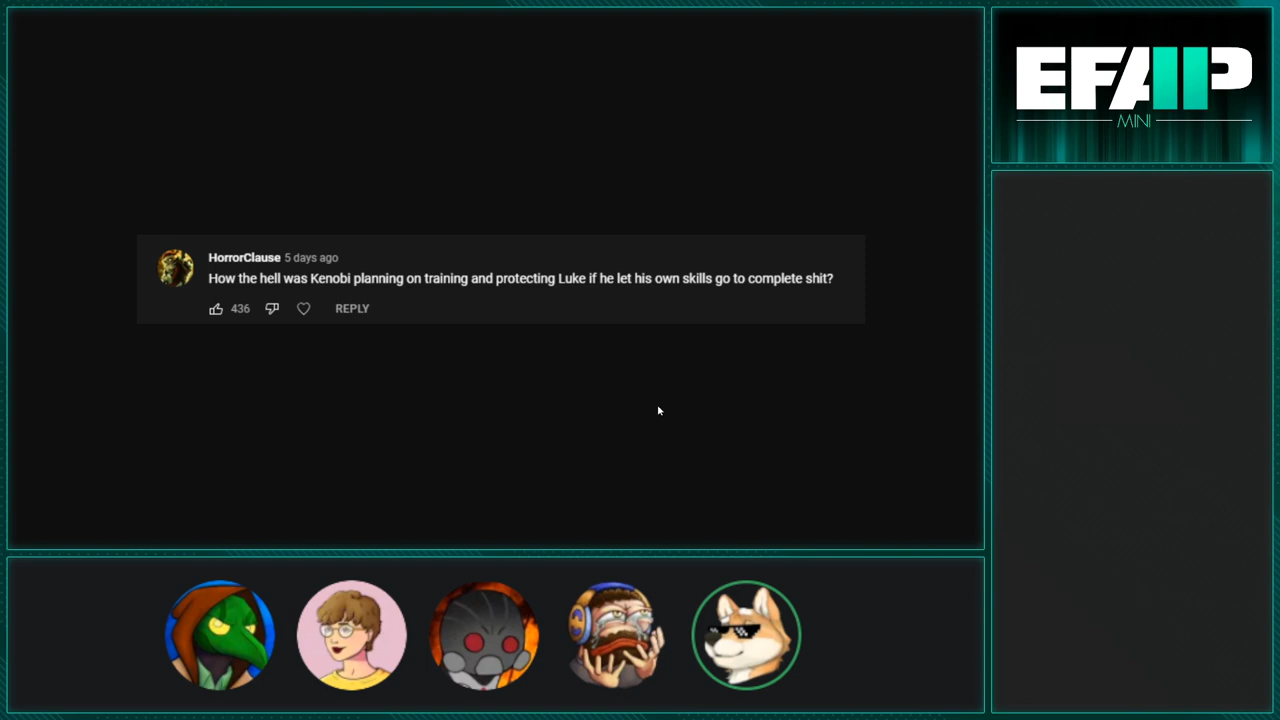 EFAP
MINI
HorrorClause 5 days ago
How the hell was Kenobi planning on training and protecting Luke if he let his own skills go to complete shit?
436 REPLY